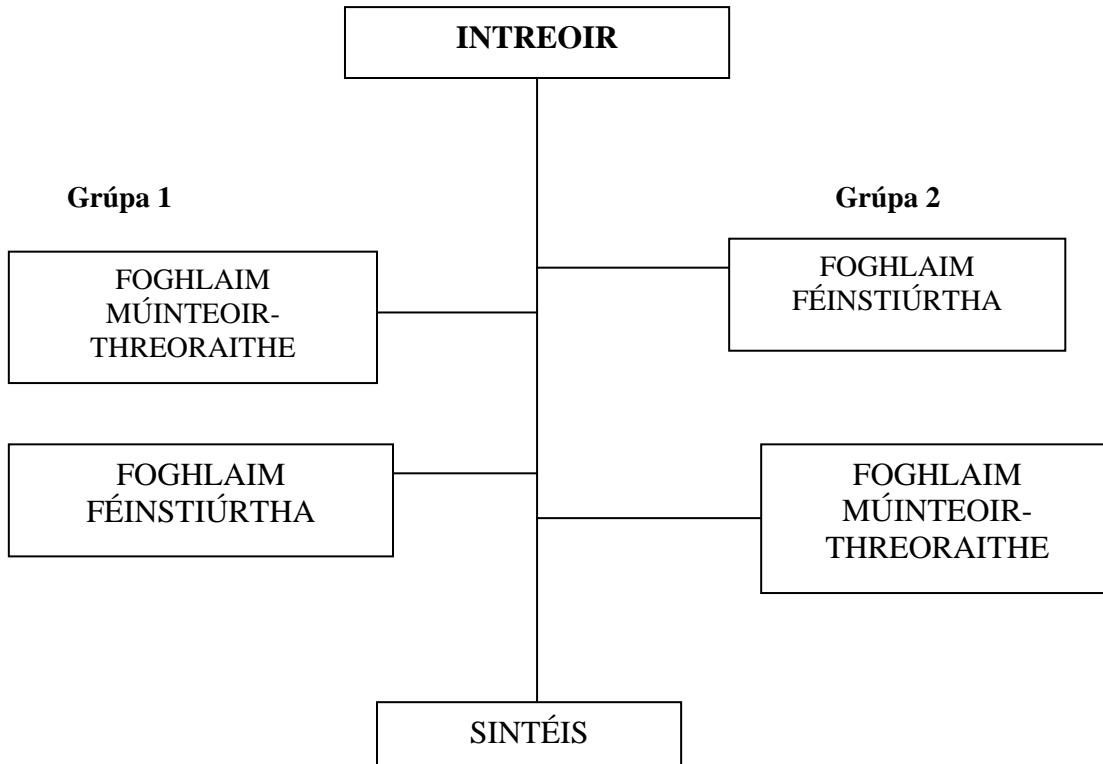 INTREOIR
Grúpa 1
Grúpa 2
FOGHLAIM
MÚINTEOIR-
THREORAITHE
FOGHLAIM
FÉINSTIÚRTHA
FOGHLAIM
FÉINSTIÚRTHA
FOGHLAIM
MÚINTEOIR-
THREORAITHE
SINTÉIS